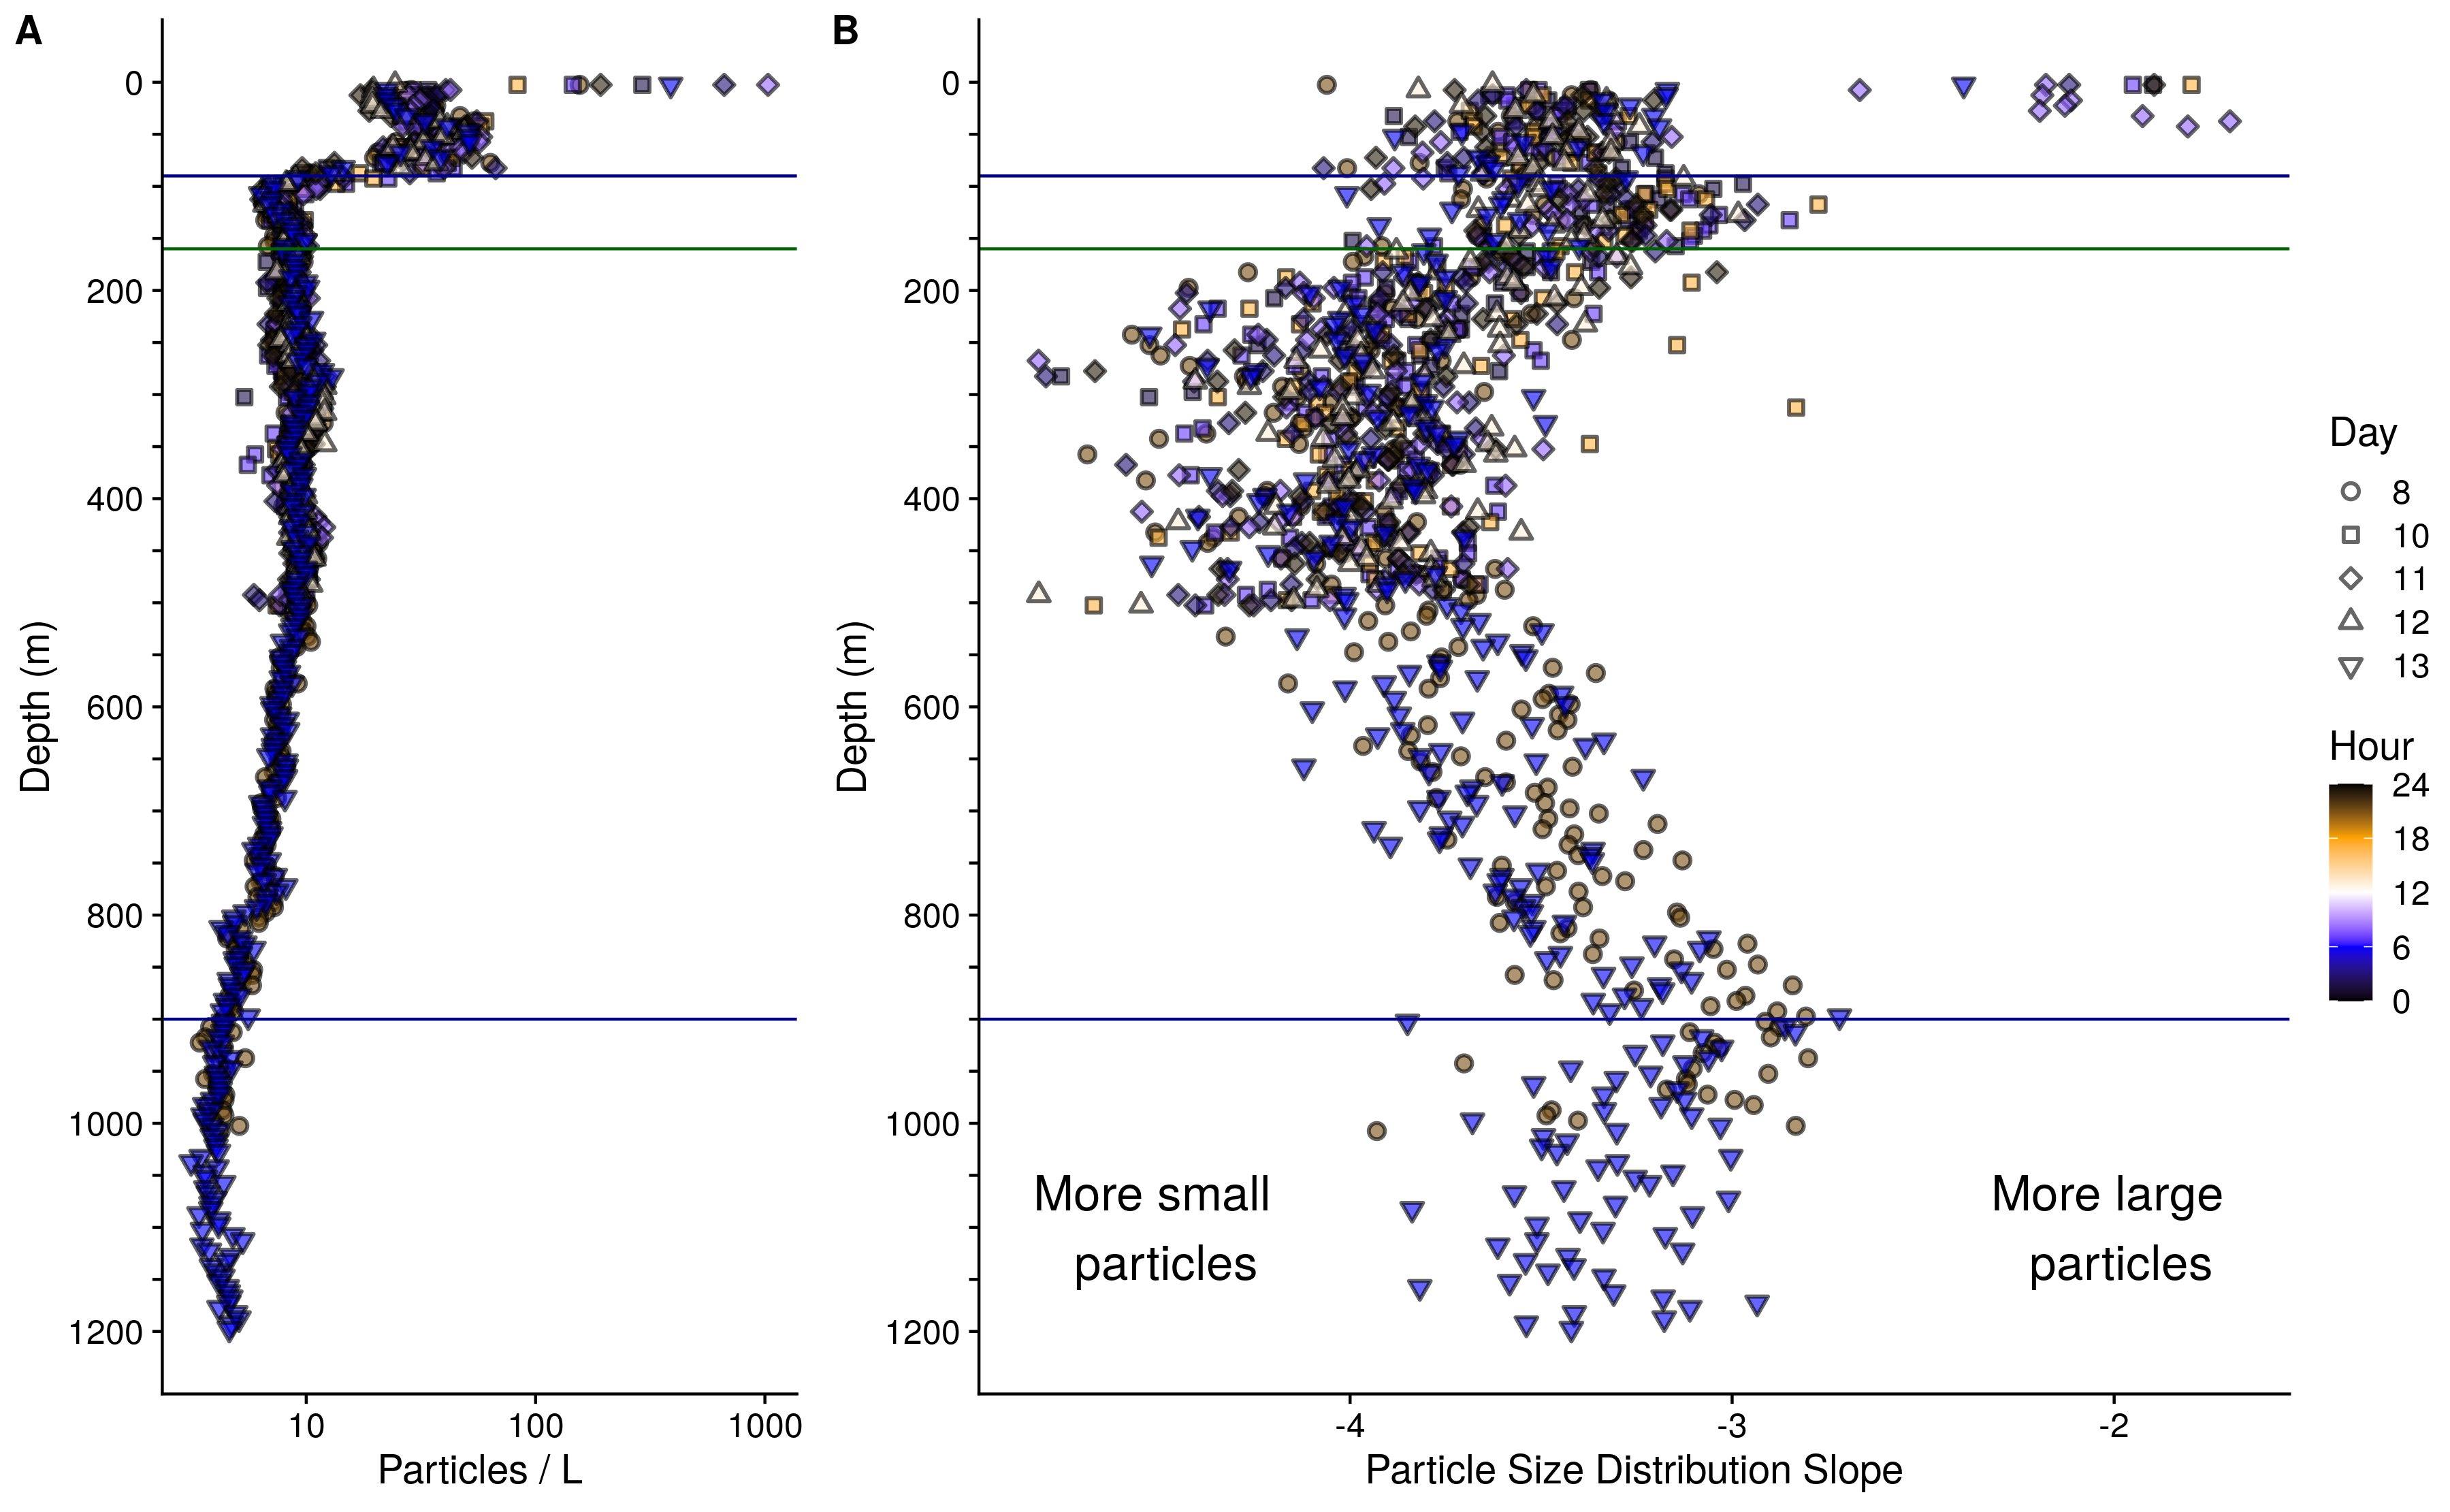 A
B
0
200
400
600
800
1000
1200
Depth (m)
10
100
1000
Particles / L
0
200
400
600
800
1000
1200
Depth (m)
-4
-3
-2
Particle Size Distribution Slope
More small
particles
More large
particles
Day
8
10
11
12
13
Hour
24
18
12
6
0